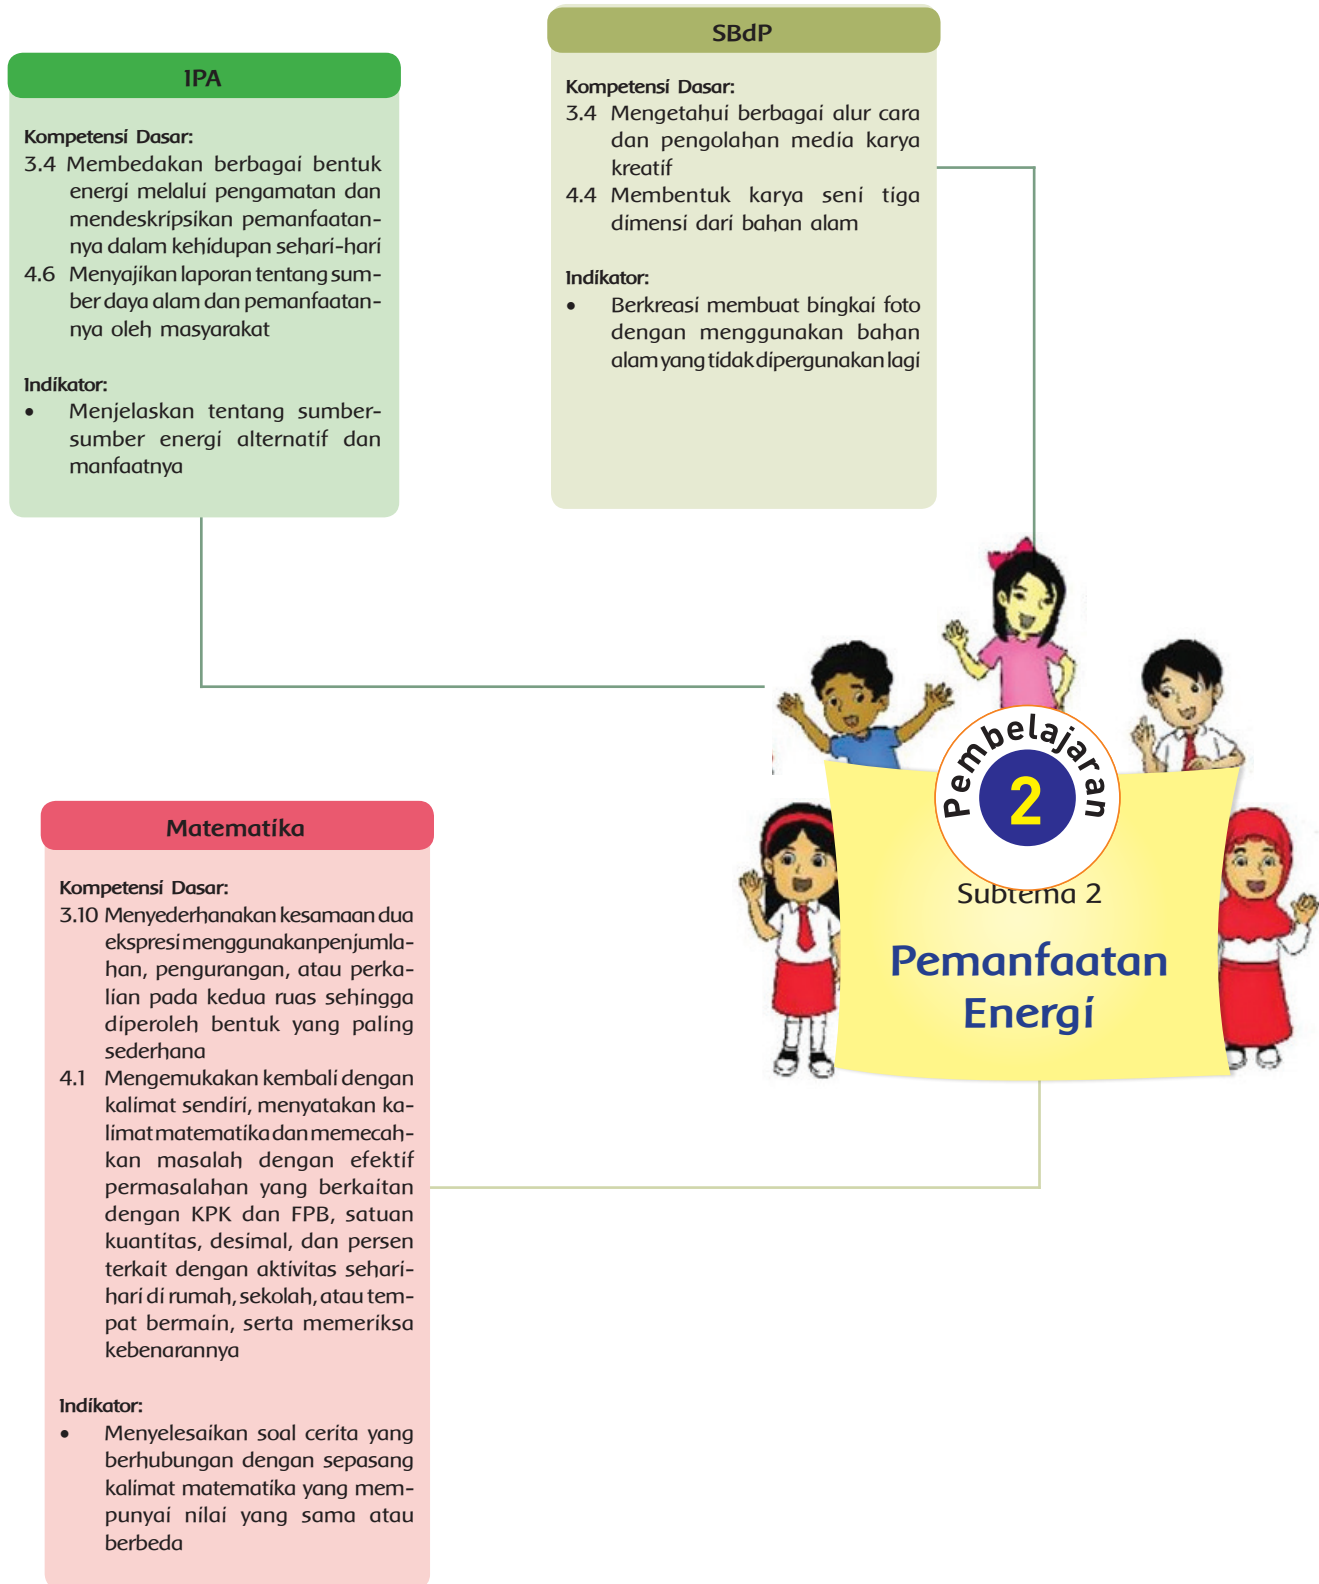 IPA
Kompetensi Dasar:
3.4 Membedakan berbagai bentuk
energi melalui pengamatan dan
mendeskripsikan pemanfaatan-
nya dalam kehidupan sehari-hari
4.6 Menyajikan laporan tentang sum-
ber daya alam dan pemanfaatan-
nya oleh masyarakat
Indikator:
• Menjelaskan tentang sumber-
sumber energi alternatif dan
manfaatnya
SBdP
Kompetensi Dasar:
3.4 Mengetahui berbagai alur cara
dan pengolahan media karya
kreatif
4.4 Membentuk karya seni tiga
dimensi dari bahan alam
Indikator:
• Berkreasi membuat bingkai foto
dengan menggunakan bahan
alam yang tidak dipergunakan lagi
Pembelajaran
2
Subtema 2
Pemanfaatan
Energi
Matematika
Kompetensi Dasar:
3.10 Menyederhanakan kesamaan dua
ekspresi menggunakan penjumla-
han, pengurangan, atau perka-
lian pada kedua ruas sehingga
diperoleh bentuk yang paling
sederhana
4.1 Mengemukakan kembali dengan
kalimat sendiri, menyatakan ka-
limat matematika dan memecah-
kan masalah dengan efektif
permasalahan yang berkaitan
dengan KPK dan FPB, satuan
kuantitas, desimal, dan persen
terkait dengan aktivitas sehari-
hari di rumah, sekolah, atau tem-
pat bermain, serta memeriksa
kebenarannya
Indikator:
• Menyelesaikan soal cerita yang
berhubungan dengan sepasang
kalimat matematika yang mem-
punyai nilai yang sama atau
berbeda